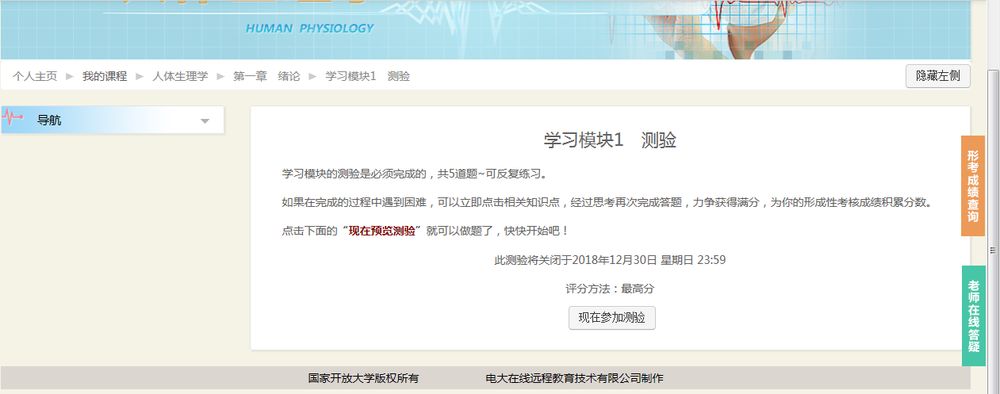 HUMAN PHYSIOLOGY
个人主页 ► 我的课程 ► 人体生理学 ► 第一章 绪论 ► 学习模块1 测验
隐藏左侧
导航
学习模块1 测验
学习模块的测验是必须完成的，共5道题~可反复练习。
如果在完成的过程中遇到困难，可以立即点击相关知识点，经过思考再次完成答题，力争获得满分，为你的形成性考核成绩积累分数。
点击下面的“现在预览测验”就可以做题了，快快开始吧！
此测验将关闭于2018年12月30日 星期日 23:59
评分方法：最高分
现在参加测验
形考成绩查询
老师在线答疑
国家开放大学版权所有 电大在线远程教育技术有限公司制作